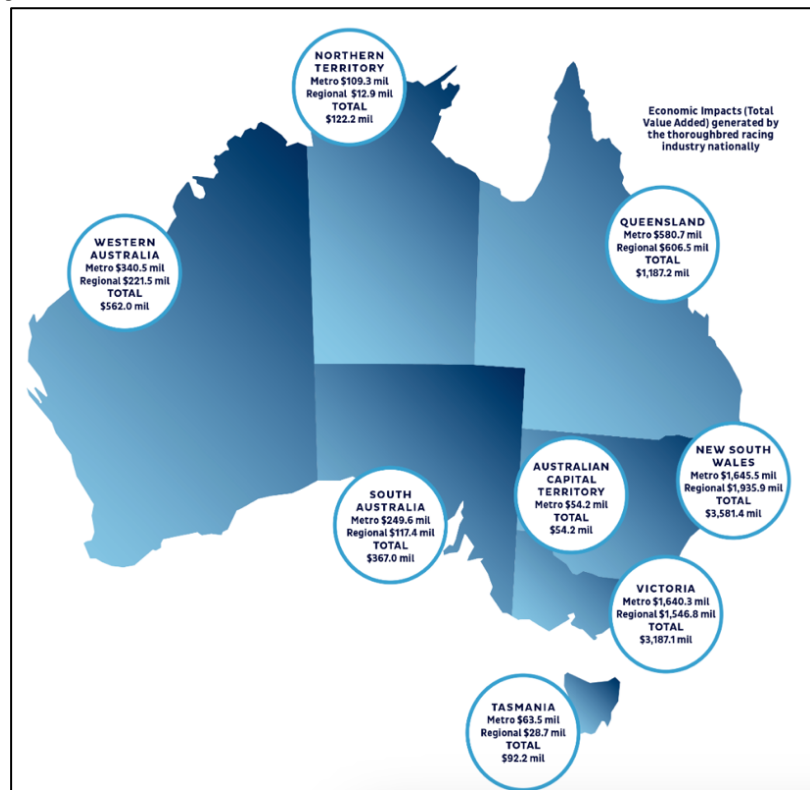 NORTHERN
TERRITORY
Metro $109.3 mil
Regional $12.9 mil
TOTAL
$122.2 mil
Economic Impacts (Total
Value Added) generated by
the thoroughbred racing
industry nationally
QUEENSLAND
Metro $580.7 mil
Regional $606.5 mil
TOTAL
$1,187.2 mil
WESTERN
AUSTRALIA
Metro $340.5 mil
Regional $221.5 mil
TOTAL
$562.0 mil
NEW SOUTH
WALES
Metro $1,645.5 mil
Regional $1,935.9 mil
TOTAL
$3,581.4 mil
AUSTRALIAN
CAPITAL
TERRITORY
Metro $54.2 mil
TOTAL
$54.2 mil
SOUTH
AUSTRALIA
Metro $249.6 mil
Regional $117.4 mil
TOTAL
$367.0 mil
VICTORIA
Metro $1,640.3 mil
Regional $1,546.8 mil
TOTAL
$3,187.1 mil
TASMANIA
Metro $63.5 mil
Regional $28.7 mil
TOTAL
$92.2 mil